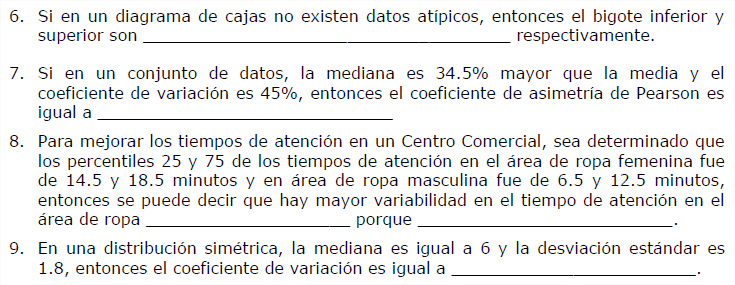 6. Si en un diagrama de cajas no existen datos atípicos, entonces el bigote inferior y
superior son ____________________________________ respectivamente.
7. Si en un conjunto de datos, la mediana es 34.5% mayor que la media y el
coeficiente de variación es 45%, entonces el coeficiente de asimetría de Pearson es
igual a _____________________________
8. Para mejorar los tiempos de atención en un Centro Comercial, sea determinado que
los percentiles 25 y 75 de los tiempos de atención en el área de ropa femenina fue
de 14.5 y 18.5 minutos y en área de ropa masculina fue de 6.5 y 12.5 minutos,
entonces se puede decir que hay mayor variabilidad en el tiempo de atención en el
área de ropa ____________________ porque _________________________.
9. En una distribución simétrica, la mediana es igual a 6 y la desviación estándar es
1.8, entonces el coeficiente de variación es igual a ________________________.